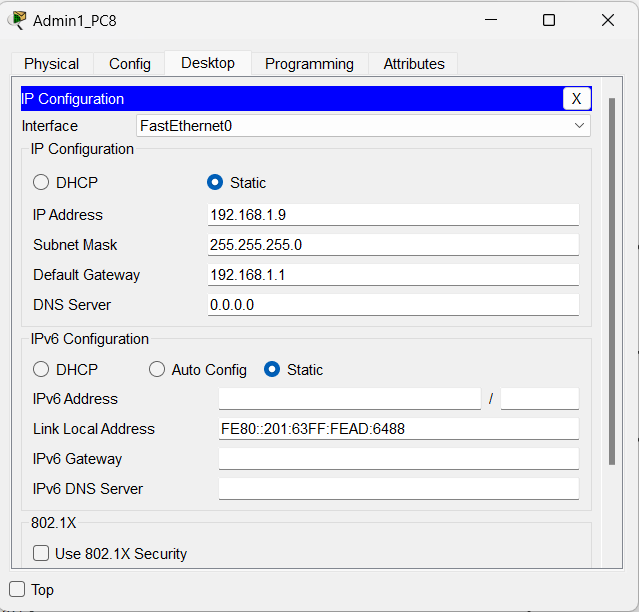 Admin1_PC8
Physical Config Desktop Programming Attributes
IP Configuration X
Interface FastEthernet0
IP Configuration
DHCP Static
IP Address 192.168.1.9
Subnet Mask 255.255.255.0
Default Gateway 192.168.1.1
DNS Server 0.0.0.0
IPv6 Configuration
DHCP Auto Config Static
IPv6 Address /
Link Local Address FE80::201:63FF:FEAD:6488
IPv6 Gateway
IPv6 DNS Server
802.1X
Use 802.1X Security
Top